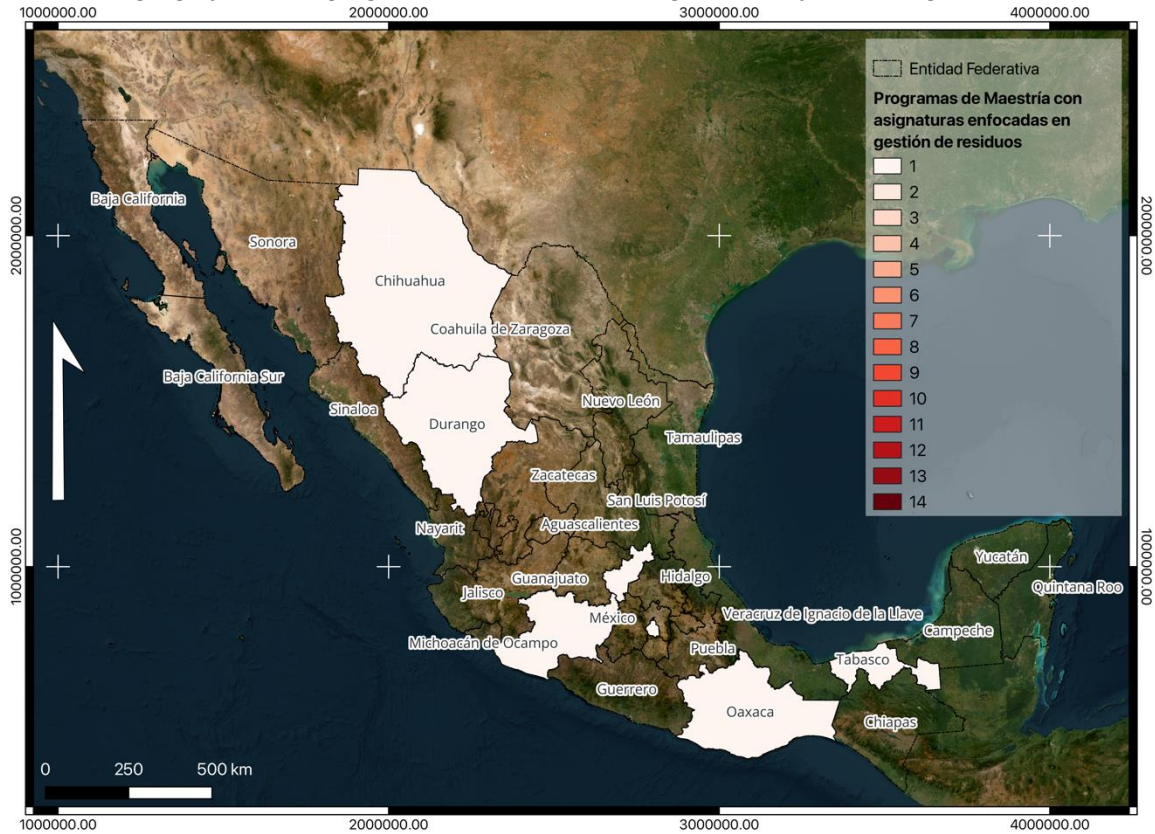 1000000.00 2000000.00 3000000.00 4000000.00
Entidad Federativa
Programas de Maestría con
asignaturas enfocadas en
gestión de residuos
1
2
3
4
5
6
7
8
9
10
11
12
13
14
2000000.00
2000000.00
1000000.00
1000000.00
Baja California
Sonora
Chihuahua
Coahuila de Zaragoza
Baja California Sur
Sinaloa
Durango
Nuevo León
Tamaulipas
Zacatecas
San Luis Potosí
Nayarit
Aguascalientes
Yucatán
Guanajuato
Hidalgo
Quintana Roo
Jalisco
México
Veracruz de Ignacio de la Llave
Campeche
Michoacán de Ocampo
Puebla
Tabasco
Guerrero
Oaxaca
Chiapas
0 250 500 km
1000000.00 2000000.00 3000000.00 4000000.00